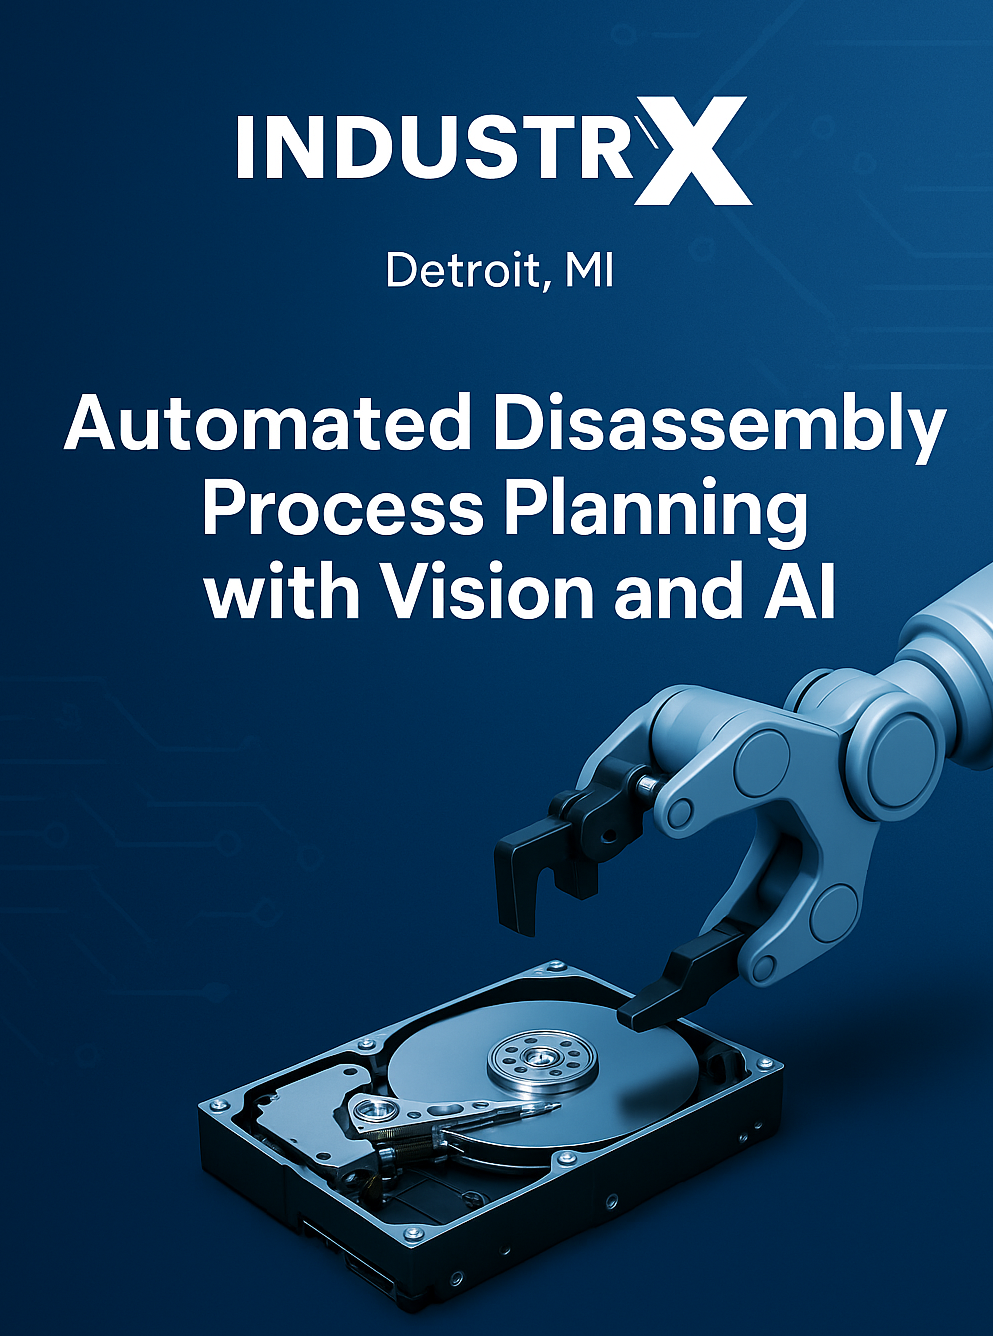 INDUSTRX
Detroit, MI
Automated Disassembly
Process Planning
with Vision and AI